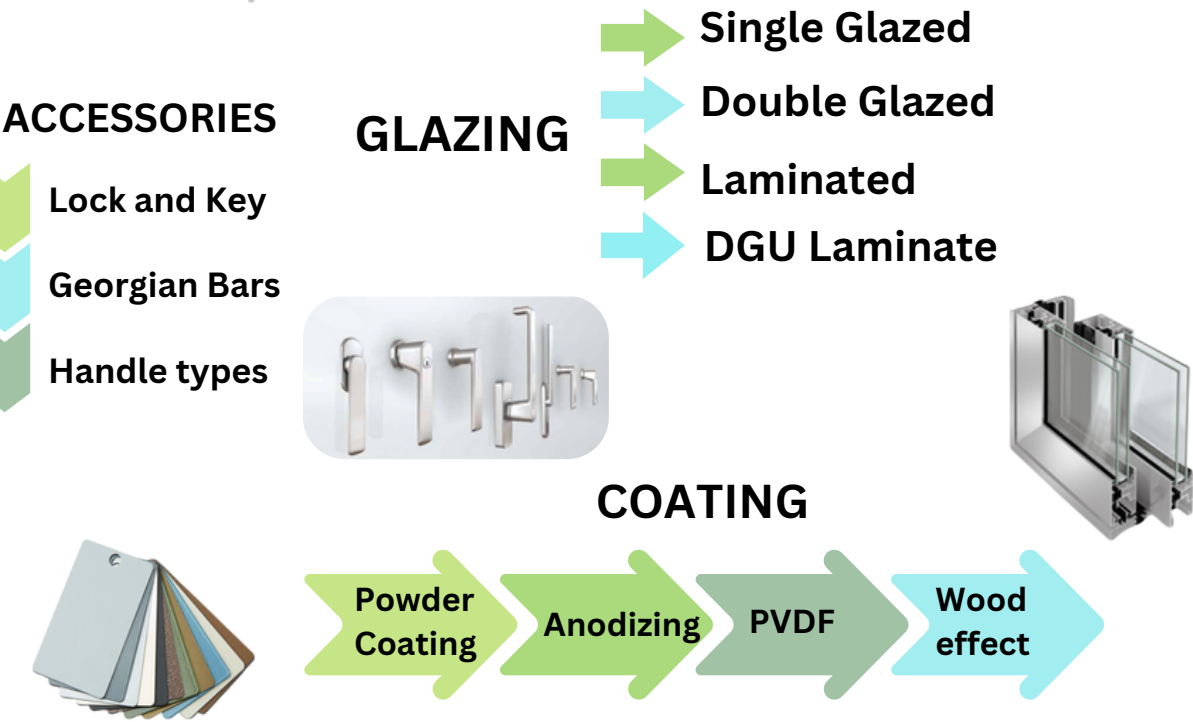 ACCESSORIES
Lock and Key
Georgian Bars
Handle types
GLAZING
Single Glazed
Double Glazed
Laminated
DGU Laminate
COATING
Powder
Coating
Anodizing
PVDF
Wood
effect